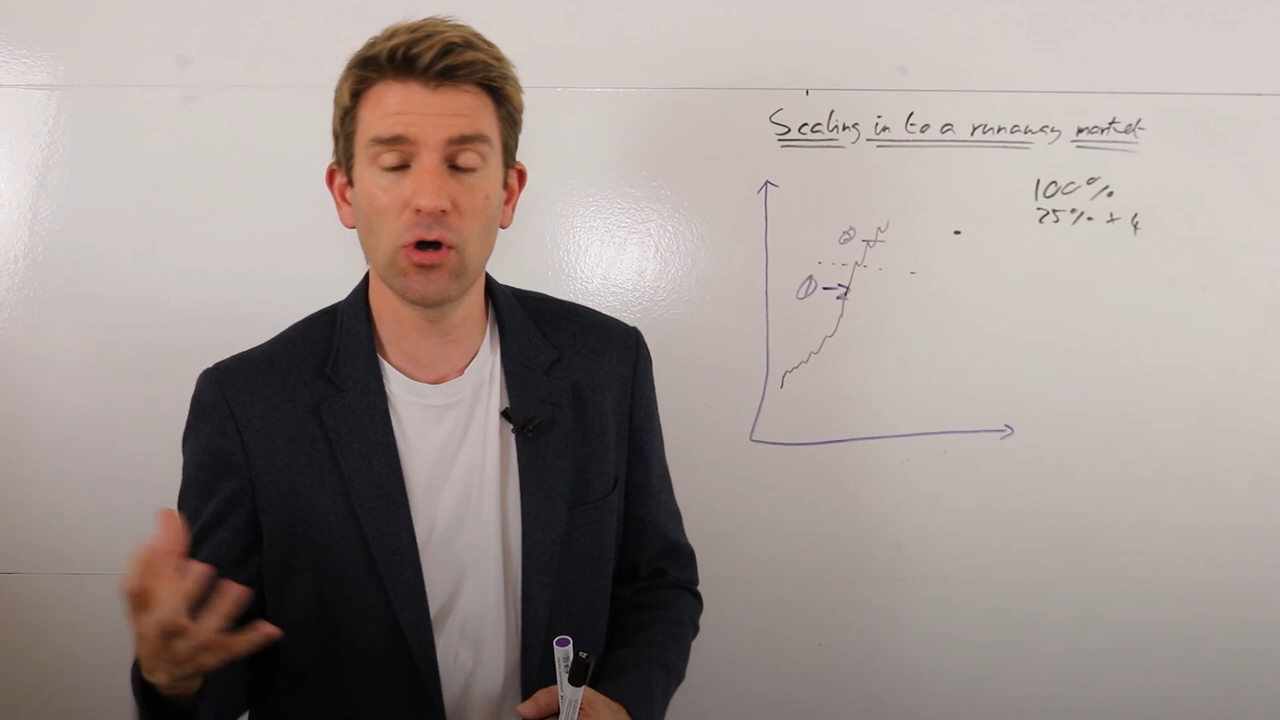 Scaling in to a runaway market
100%
25% x 4
②
①